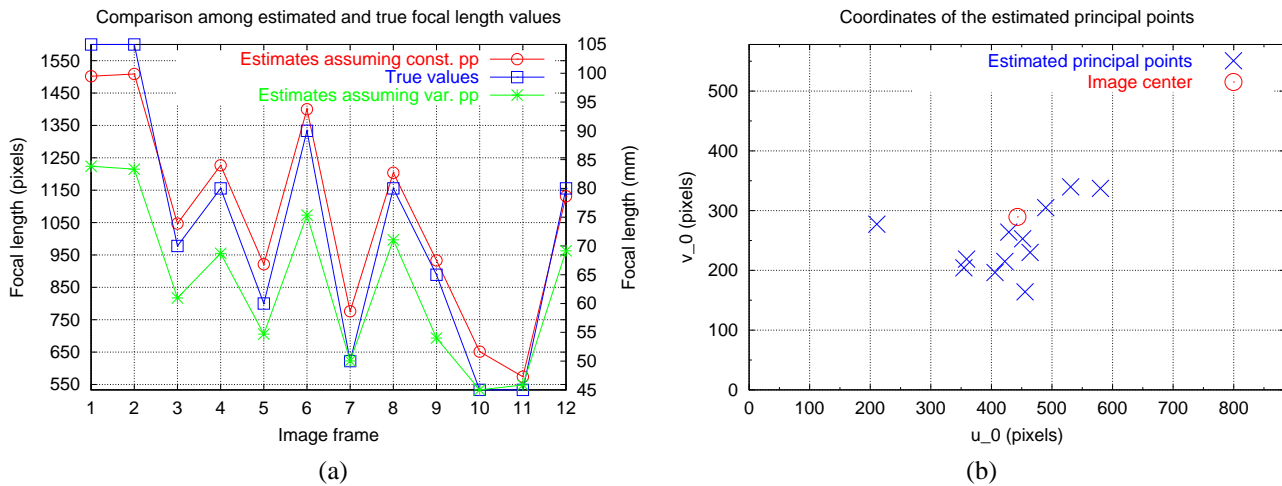 Comparison among estimated and true focal length values
Estimates assuming const. pp
True values
Estimates assuming var. pp
1550
1450
1350
1250
1150
1050
950
850
750
650
550
Focal length (pixels)
105
100
95
90
85
80
75
70
65
60
55
50
45
Focal length (mm)
1 2 3 4 5 6 7 8 9 10 11 12
Image frame
(a)
Coordinates of the estimated principal points
Estimated principal points
Image center
500
400
300
200
100
0
v_0 (pixels)
0 100 200 300 400 500 600 700 800
u_0 (pixels)
(b)